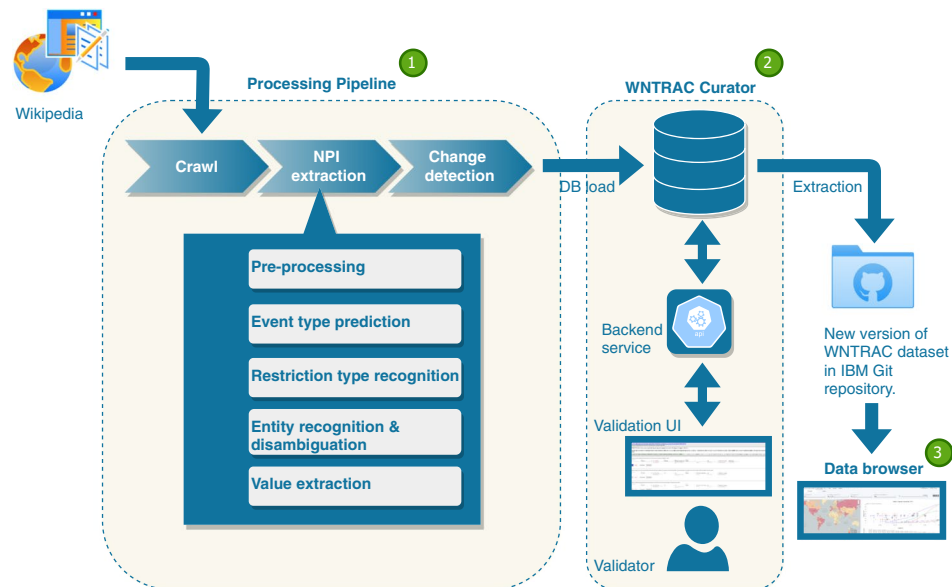 1
2
Processing Pipeline
WNTRAC Curator
Wikipedia
Crawl
NPI
extraction
Change
detection
DB load
Extraction
Pre-processing
Event type prediction
Restriction type recognition
Entity recognition &
disambiguation
Value extraction
Backend
service
api
New version of
WNTRAC dataset
in IBM Git
repository.
Validation UI
3
Data browser
Validator